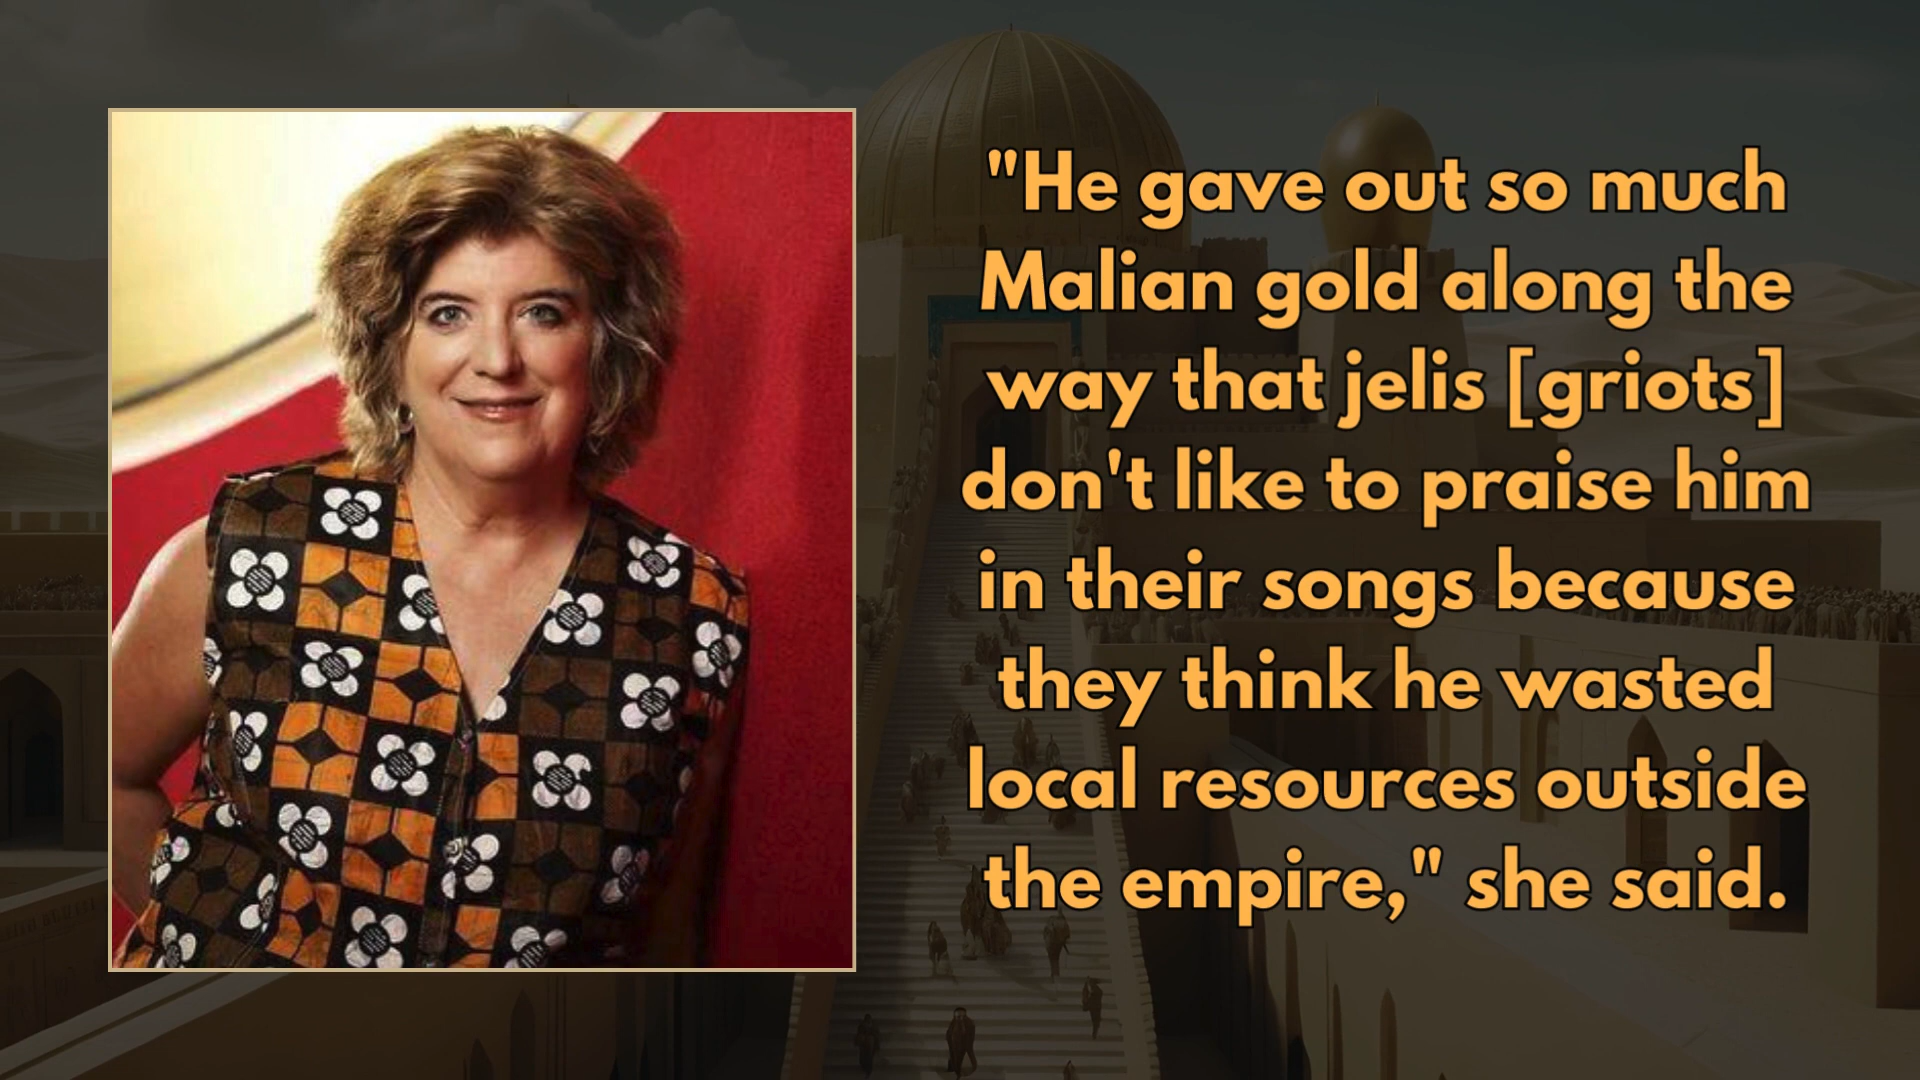 "He gave out so much
Malian gold along the
way that jelis [griots]
don't like to praise him
in their songs because
they think he wasted
local resources outside
the empire," she said.